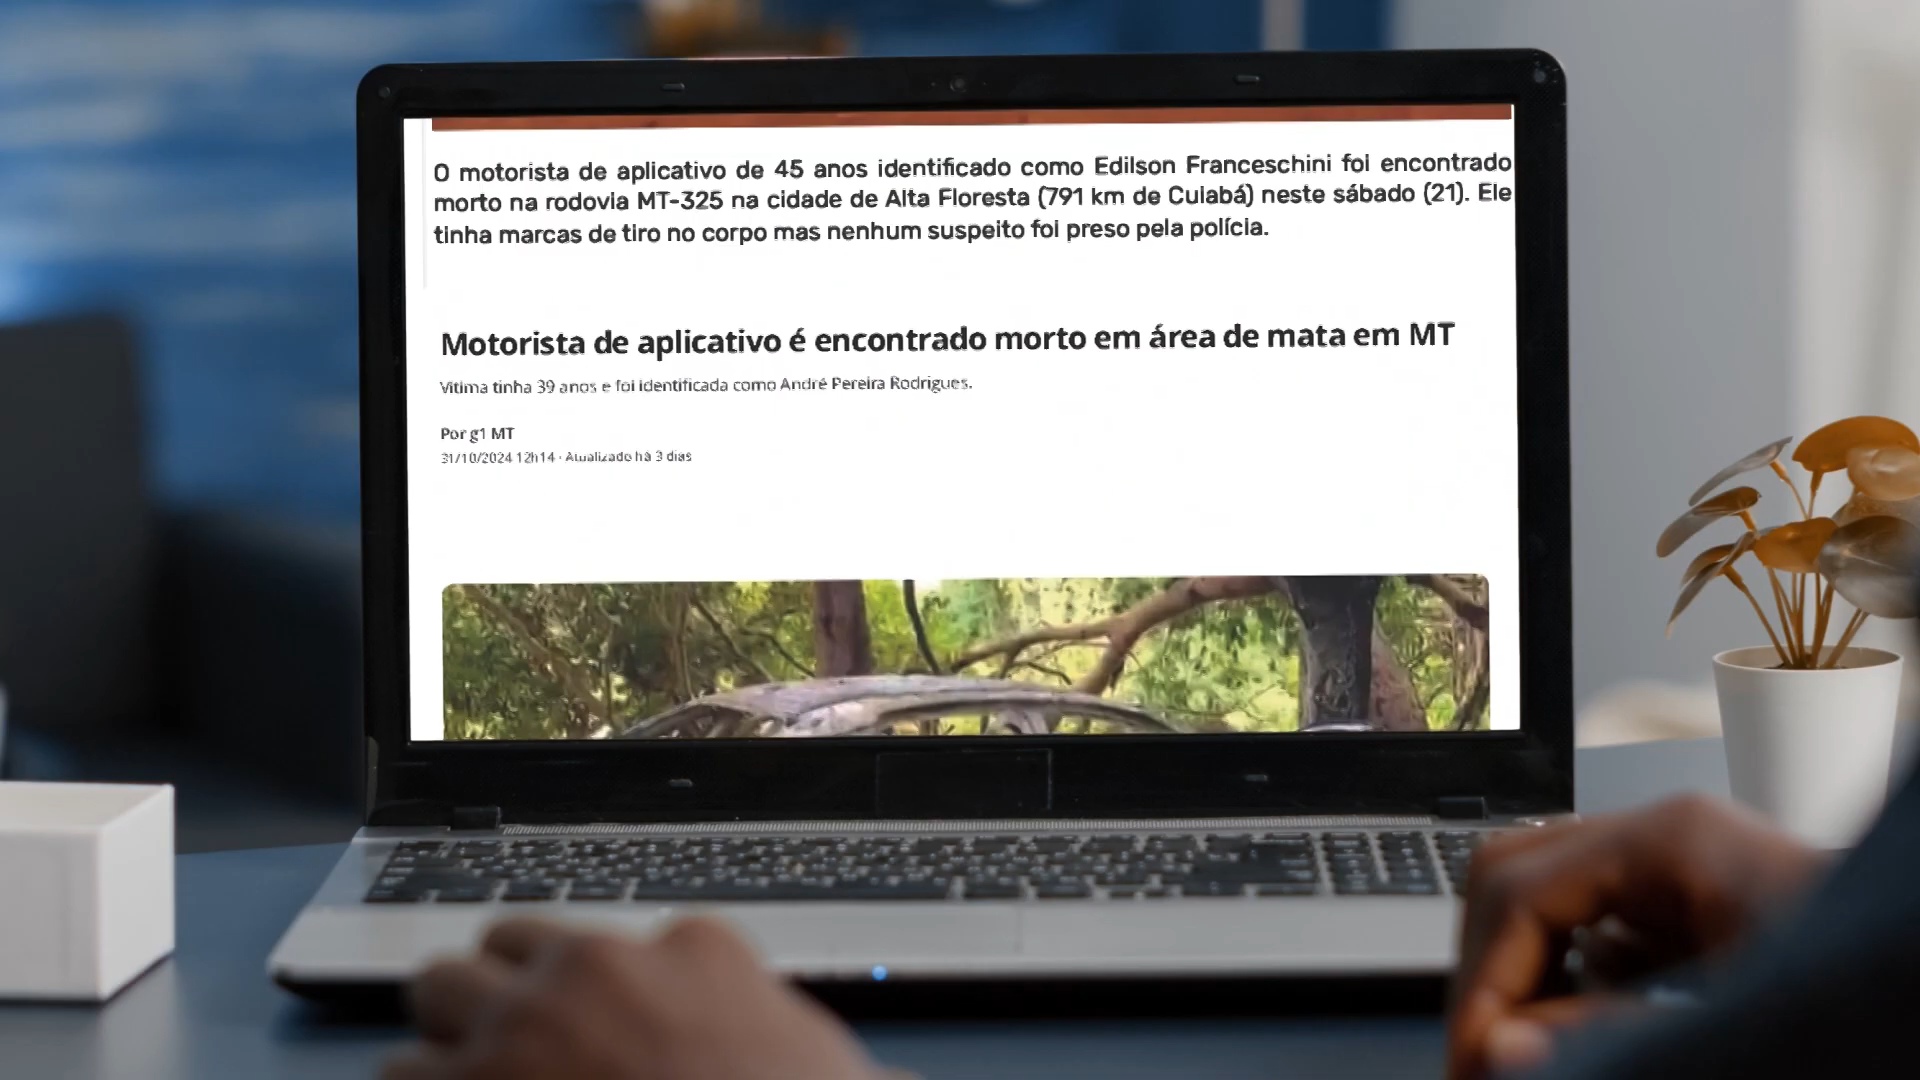 O motorista de aplicativo de 45 anos identificado como Edilson Franceschini foi encontrado
morto na rodovia MT-325 na cidade de Alta Floresta (791 km de Cuiabá) neste sábado (21). Ele
tinha marcas de tiro no corpo mas nenhum suspeito foi preso pela polícia.
Motorista de aplicativo é encontrado morto em área de mata em MT
Vítima tinha 39 anos e foi identificada como André Pereira Rodrigues.
Por g1 MT
31/10/2024 12h14 · Atualizado há 3 dias